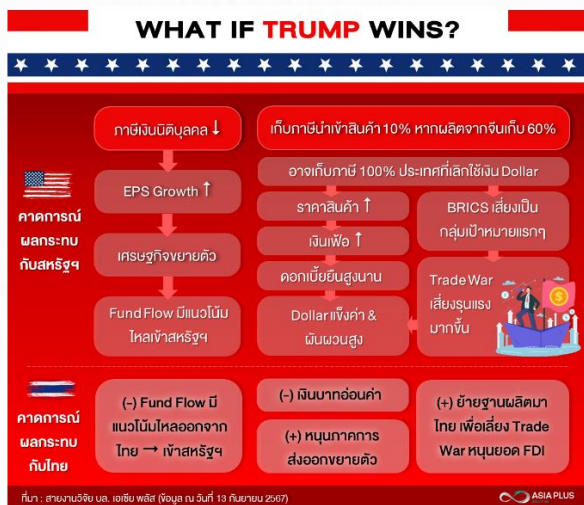 WHAT IF TRUMP WINS?
ภาษีเงินนิติบุคคล ↓
เก็บภาษีนำเข้าสินค้า 10% หากผลิตจากจีนเก็บ 60%
อาจเก็บภาษี 100% ประเทศที่เลิกใช้เงิน Dollar
คาดการณ์
ผลกระทบ
กับสหรัฐฯ
EPS Growth ↑
เศรษฐกิจขยายตัว
Fund Flow มีแนวโน้ม
ไหลเข้าสหรัฐฯ
ราคาสินค้า ↑
เงินเฟ้อ ↑
ดอกเบี้ยยืนสูงนาน
Dollar แข็งค่า &
ผันผวนสูง
BRICS เสี่ยงเป็น
กลุ่มเป้าหมายแรกๆ
Trade War
เสี่ยงรุนแรง
มากขึ้น
$
คาดการณ์
ผลกระทบ
กับไทย
(-) Fund Flow มี
แนวโน้มไหลออกจาก
ไทย → เข้าสหรัฐฯ
(-) เงินบาทอ่อนค่า
(+) หนุนภาคการ
ส่งออกขยายตัว
(+) ย้ายฐานผลิตมา
ไทย เพื่อเลี่ยง Trade
War หนุนยอด FDI
ที่มา : สายงานวิจัย บล. เอเซีย พลัส (ข้อมูล ณ วันที่ 13 กันยายน 2567)
ASIA PLUS